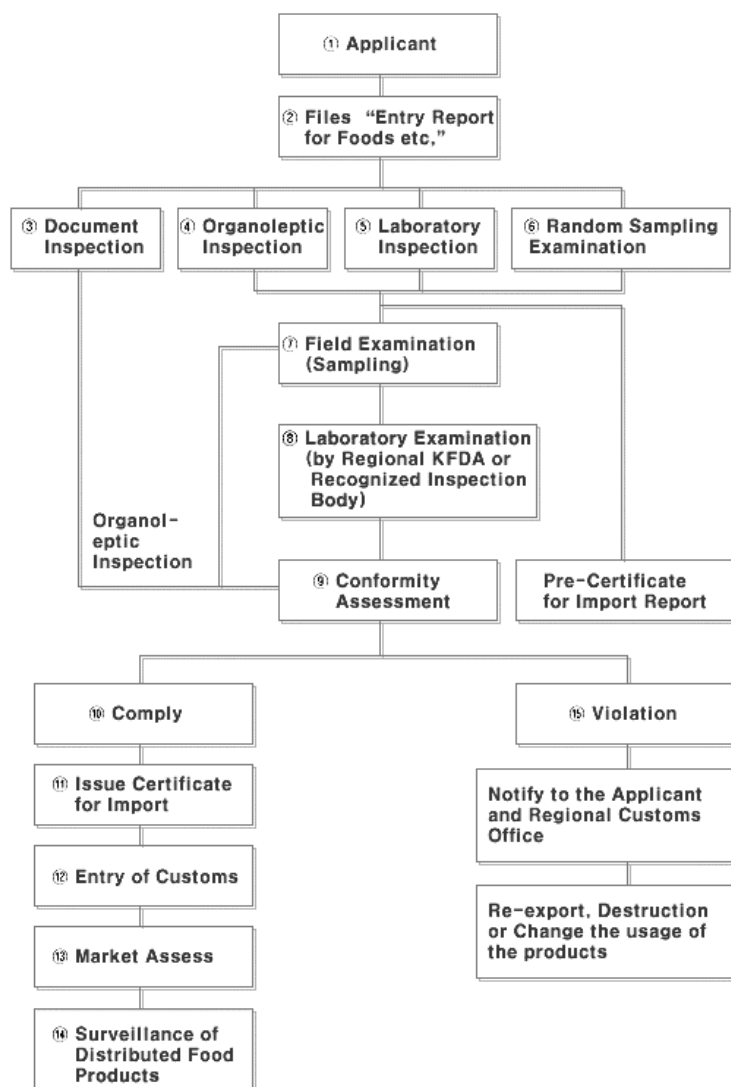 ① Applicant
② Files “Entry Report
for Foods etc,”
③ Document
Inspection
④ Organoleptic
Inspection
⑤ Laboratory
Inspection
⑥ Random Sampling
Examination
⑦ Field Examination
(Sampling)
⑧ Laboratory Examination
(by Regional KFDA or
Recognized Inspection
Body)
Organol-
eptic
Inspection
⑨ Conformity
Assessment
Pre-Certificate
for Import Report
⑩ Comply
⑮ Violation
⑪ Issue Certificate
for Import
Notify to the Applicant
and Regional Customs
Office
⑫ Entry of Customs
Re-export, Destruction
or Change the usage of
the products
⑬ Market Assess
⑭ Surveillance of
Distributed Food
Products